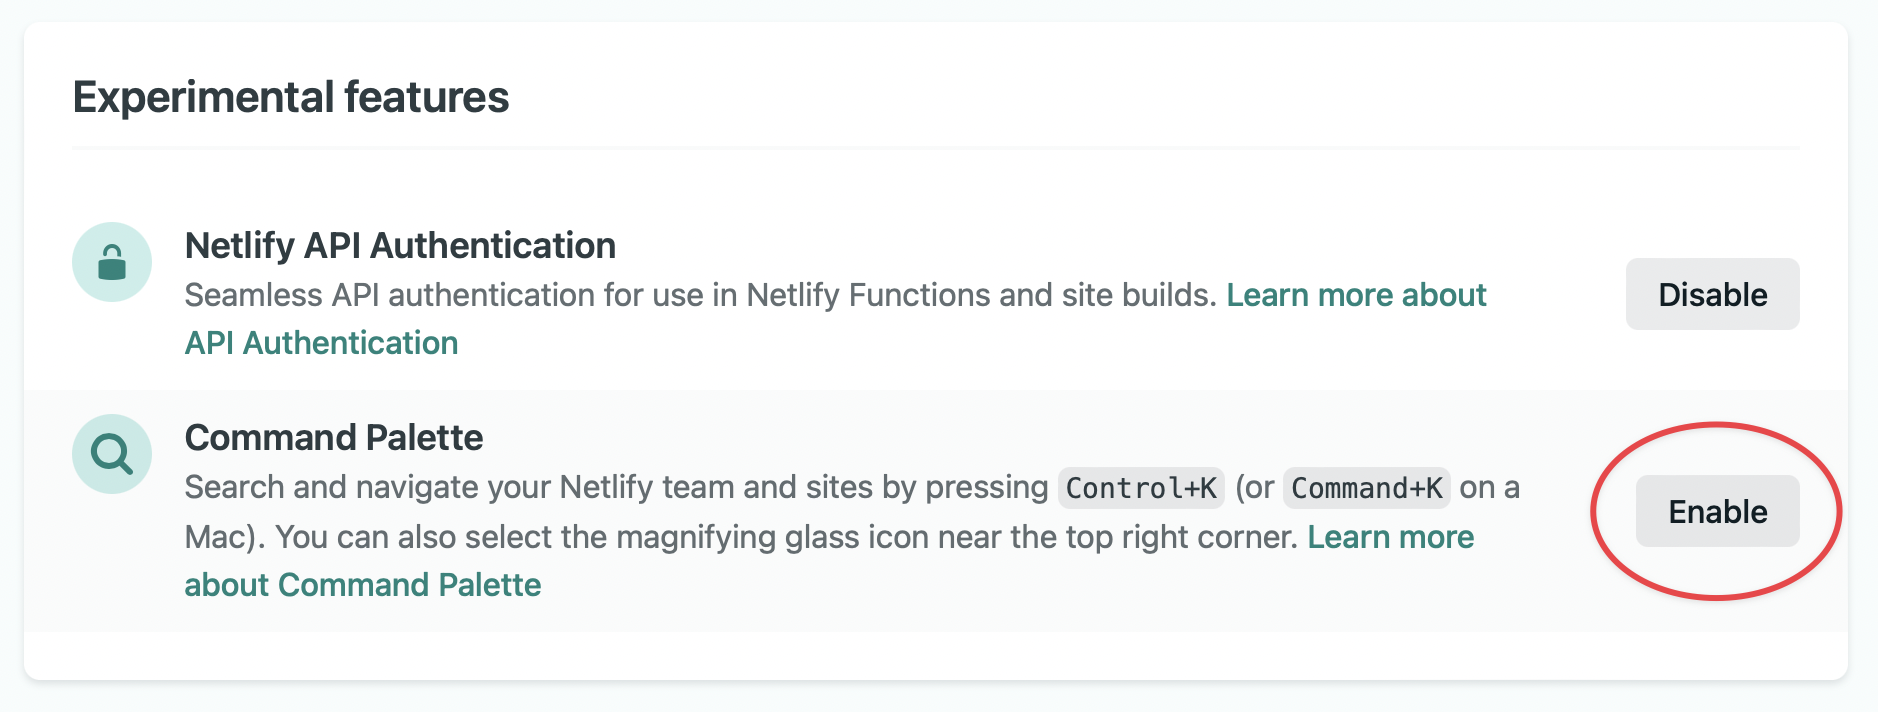 Experimental features
Netlify API Authentication
Seamless API authentication for use in Netlify Functions and site builds. Learn more about
API Authentication
Disable
Command Palette
Search and navigate your Netlify team and sites by pressing Control+K (or Command+K on a
Mac). You can also select the magnifying glass icon near the top right corner. Learn more
about Command Palette
Enable